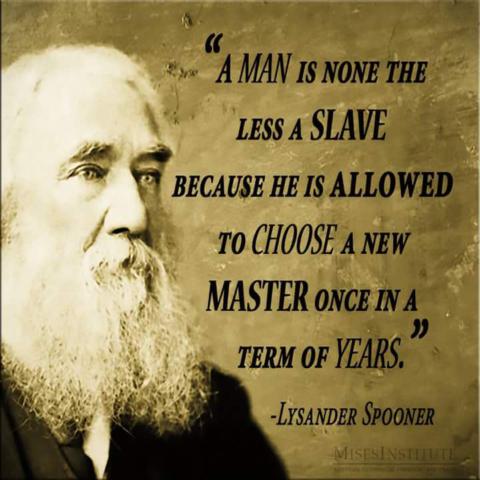 “A MAN IS NONE THE
LESS A SLAVE
BECAUSE HE IS ALLOWED
TO CHOOSE A NEW
MASTER ONCE IN A
TERM OF YEARS.”
-LYSANDER SPOONER
MISESINSTITUTE